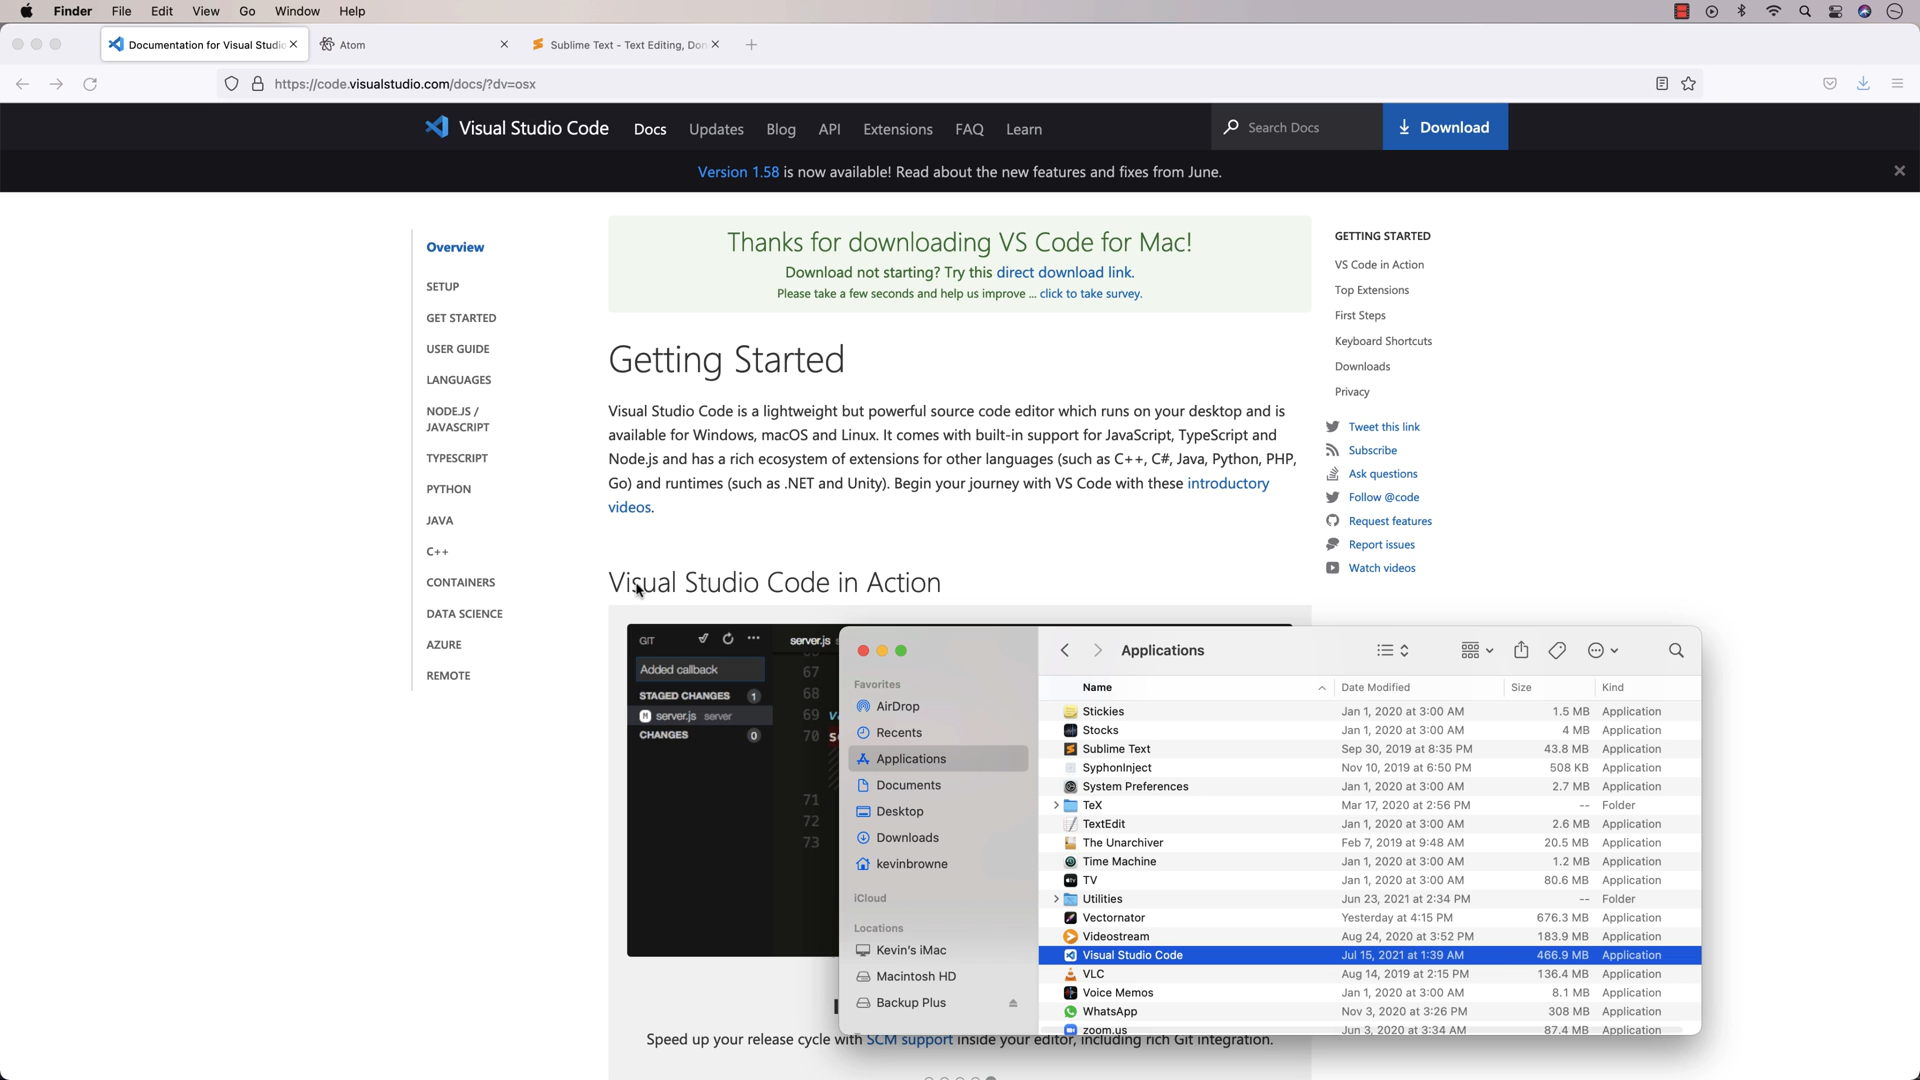 Finder File Edit View Go Window Help
Documentation for Visual Studi
Atom
Sublime Text - Text Editing, Don
https://code.visualstudio.com/docs/?dv=osx
Visual Studio Code Docs Updates Blog API Extensions FAQ Learn
Search Docs
Download
Version 1.58 is now available! Read about the new features and fixes from June.
Overview
SETUP
GET STARTED
USER GUIDE
LANGUAGES
NODE.JS /
JAVASCRIPT
TYPESCRIPT
PYTHON
JAVA
C++
CONTAINERS
DATA SCIENCE
AZURE
REMOTE
Thanks for downloading VS Code for Mac!
Download not starting? Try this direct download link.
Please take a few seconds and help us improve ... click to take survey.
Getting Started
Visual Studio Code is a lightweight but powerful source code editor which runs on your desktop and is
available for Windows, macOS and Linux. It comes with built-in support for JavaScript, TypeScript and
Node.js and has a rich ecosystem of extensions for other languages (such as C++, C#, Java, Python, PHP,
Go) and runtimes (such as .NET and Unity). Begin your journey with VS Code with these introductory
videos.
Visual Studio Code in Action
GETTING STARTED
VS Code in Action
Top Extensions
First Steps
Keyboard Shortcuts
Downloads
Privacy
Tweet this link
Subscribe
Ask questions
Follow @code
Request features
Report issues
Watch videos
GIT
Added callback
STAGED CHANGES 1
server.js server
CHANGES 0
server.js
67
68
69
70
71
72
73
Favorites
AirDrop
Recents
Applications
Documents
Desktop
Downloads
kevinbrowne
iCloud
Locations
Kevin's iMac
Macintosh HD
Backup Plus
Applications
Name Date Modified Size Kind
Stickies Jan 1, 2020 at 3:00 AM 1.5 MB Application
Stocks Jan 1, 2020 at 3:00 AM 4 MB Application
Sublime Text Sep 30, 2019 at 8:35 PM 43.8 MB Application
SyphonInject Nov 10, 2019 at 6:50 PM 508 KB Application
System Preferences Jan 1, 2020 at 3:00 AM 2.7 MB Application
TeX Mar 17, 2020 at 2:56 PM -- Folder
TextEdit Jan 1, 2020 at 3:00 AM 2.6 MB Application
The Unarchiver Feb 7, 2019 at 9:48 AM 20.5 MB Application
Time Machine Jan 1, 2020 at 3:00 AM 1.2 MB Application
TV Jan 1, 2020 at 3:00 AM 80.6 MB Application
Utilities Jun 23, 2021 at 2:34 PM -- Folder
Vectornator Yesterday at 4:15 PM 676.3 MB Application
Videostream Aug 24, 2020 at 3:52 PM 183.9 MB Application
Visual Studio Code Jul 15, 2021 at 1:39 AM 466.9 MB Application
VLC Aug 14, 2019 at 2:15 PM 136.4 MB Application
Voice Memos Jan 1, 2020 at 3:00 AM 8.1 MB Application
WhatsApp Nov 3, 2020 at 3:26 PM 308 MB Application
zoom.us Jun 3, 2020 at 3:34 AM 87.4 MB Application
Speed up your release cycle with SCM support inside your editor, including rich Git integration.